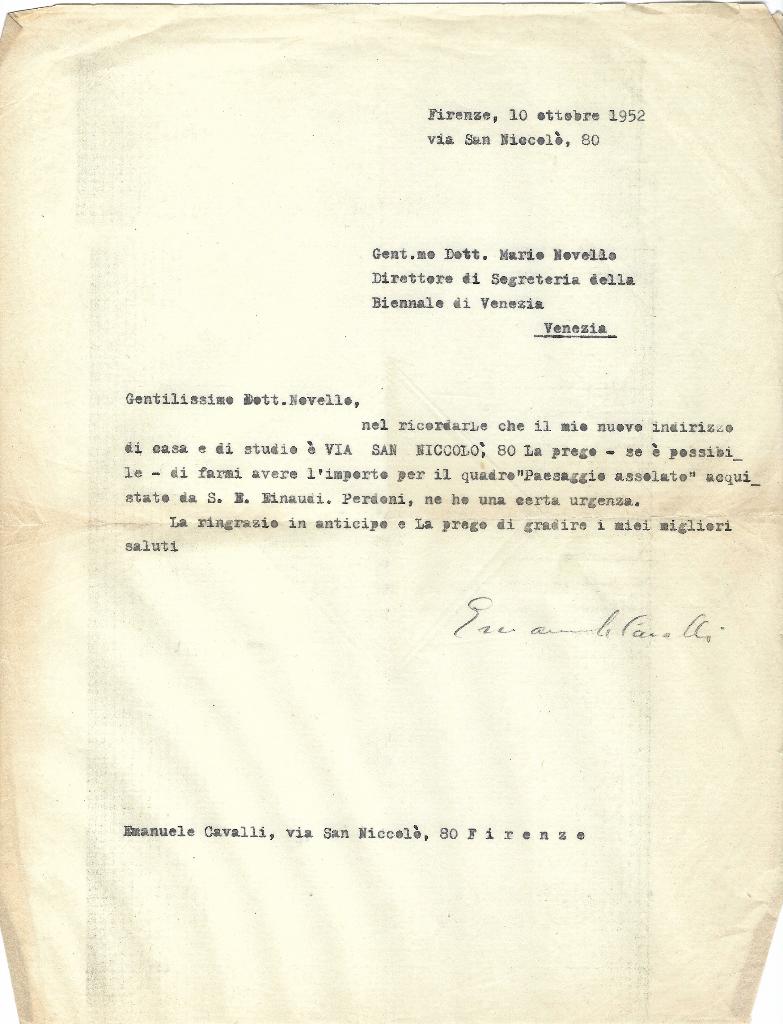 Firenze, 10 ottobre 1952
via San Niccolò, 80
Gent.mo Dott. Mario Novello
Direttore di Segreteria della
Biennale di Venezia
Venezia
Gentilissimo Dott.Novello,
nel ricordarLe che il mio nuovo indirizzo
di casa e di studio è VIA SAN NICCOLO', 80 La prego - se è possibi_
le - di farmi avere l'importo per il quadro"Paesaggio assolato" acqui_
stato da S. E. Einaudi. Perdoni, ne ho una certa urgenza.
La ringrazio in anticipo e La prego di gradire i miei migliori
saluti
Emanuele Cavalli
Emanuele Cavalli, via San Niccolò, 80 F i r e n z e